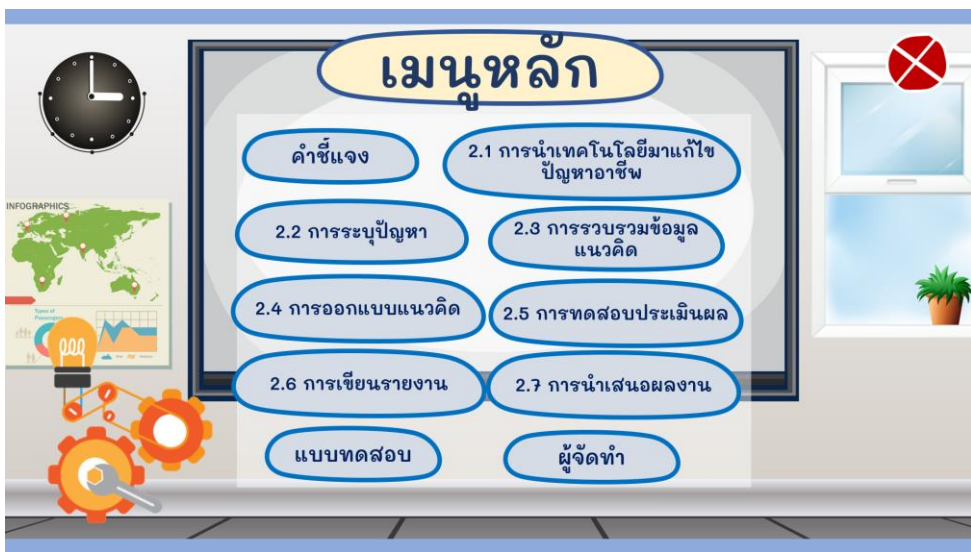 เมนูหลัก
คำชี้แจง
2.1 การนำเทคโนโลยีมาแก้ไข
ปัญหาอาชีพ
2.2 การระบุปัญหา
2.3 การรวบรวมข้อมูล
แนวคิด
2.4 การออกแบบแนวคิด
2.5 การทดสอบประเมินผล
2.6 การเขียนรายงาน
2.7 การนำเสนอผลงาน
แบบทดสอบ
ผู้จัดทำ
INFOGRAPHICS
Types of